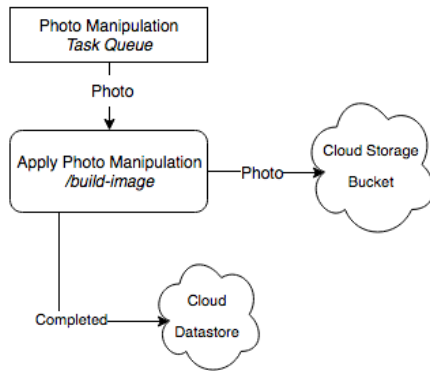 Photo Manipulation
Task Queue
Photo
Apply Photo Manipulation
/build-image
Photo
Cloud Storage
Bucket
Cloud
Datastore
Completed